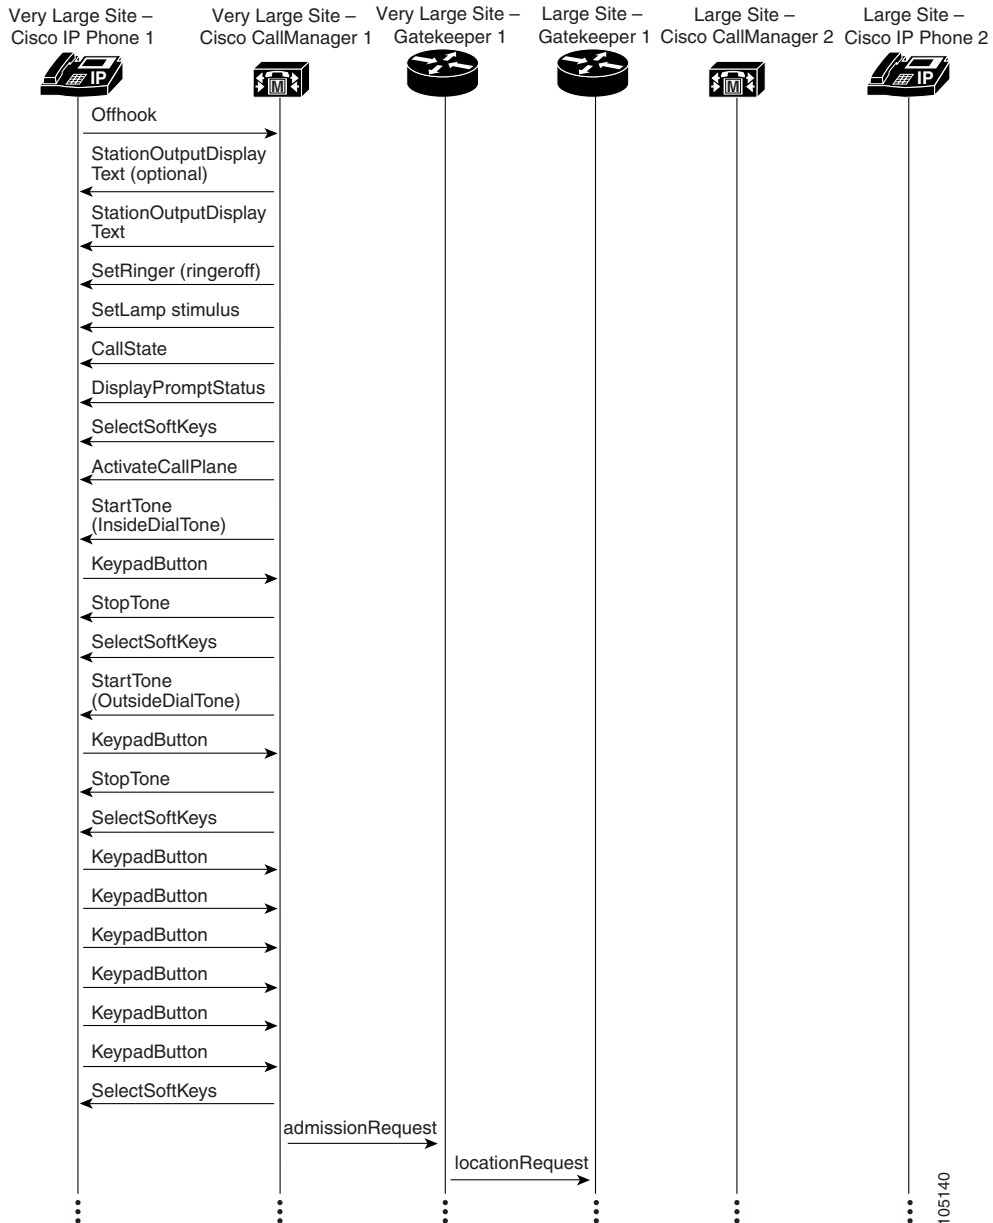 Very Large Site –
Cisco IP Phone 1
Very Large Site –
Cisco CallManager 1
Very Large Site –
Gatekeeper 1
Large Site –
Gatekeeper 1
Large Site –
Cisco CallManager 2
Large Site –
Cisco IP Phone 2
IP
M
M
IP
Offhook
StationOutputDisplay
Text (optional)
StationOutputDisplay
Text
SetRinger (ringeroff)
SetLamp stimulus
CallState
DisplayPromptStatus
SelectSoftKeys
ActivateCallPlane
StartTone
(InsideDialTone)
KeypadButton
StopTone
SelectSoftKeys
StartTone
(OutsideDialTone)
KeypadButton
StopTone
SelectSoftKeys
KeypadButton
KeypadButton
KeypadButton
KeypadButton
KeypadButton
KeypadButton
SelectSoftKeys
admissionRequest
locationRequest
105140